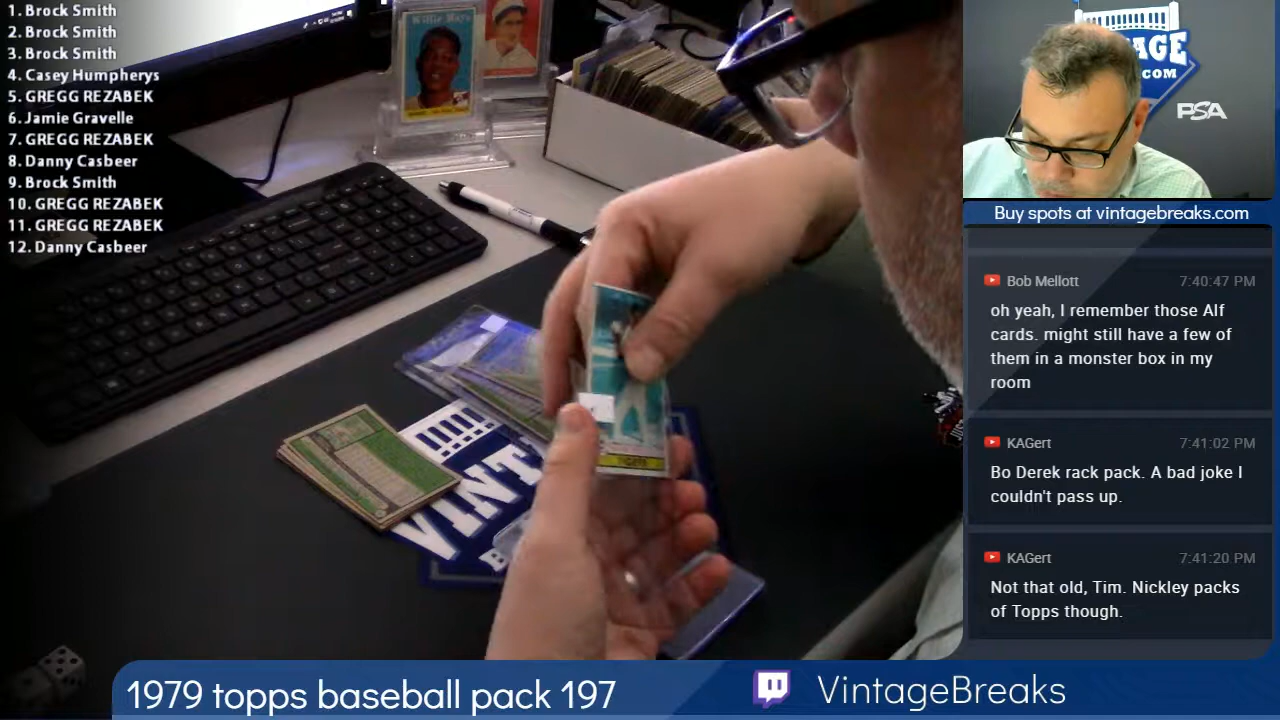 1. Brock Smith
2. Brock Smith
3. Brock Smith
4. Casey Humpherys
5. GREGG REZABEK
6. Jamie Gravelle
7. GREGG REZABEK
8. Danny Casbeer
9. Brock Smith
10. GREGG REZABEK
11. GREGG REZABEK
12. Danny Casbeer
Willie Mays
VINT
B
AGE
.COM
PSA
Buy spots at vintagebreaks.com
Bob Mellott 7:40:47 PM
oh yeah, I remember those Alf
cards. might still have a few of
them in a monster box in my
room
KAGert 7:41:02 PM
Bo Derek rack pack. A bad joke I
couldn't pass up.
KAGert 7:41:20 PM
Not that old, Tim. Nickley packs
of Topps though.
1979 topps baseball pack 197
VintageBreaks